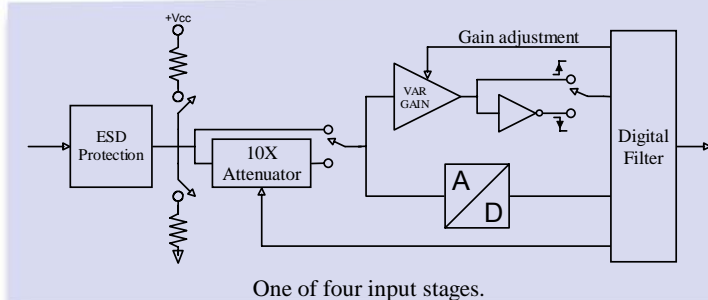 +Vcc
Gain adjustment
VAR
GAIN
ESD
Protection
10X
Attenuator
Digital
Filter
A
D
One of four input stages.